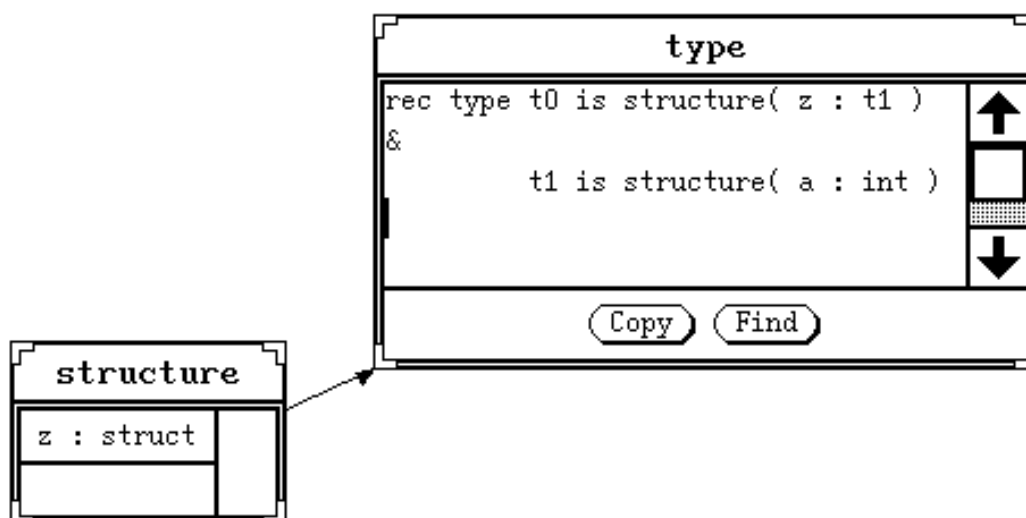 type
rec type t0 is structure( z : t1 )
&
t1 is structure( a : int )
Copy Find
structure
z : struct